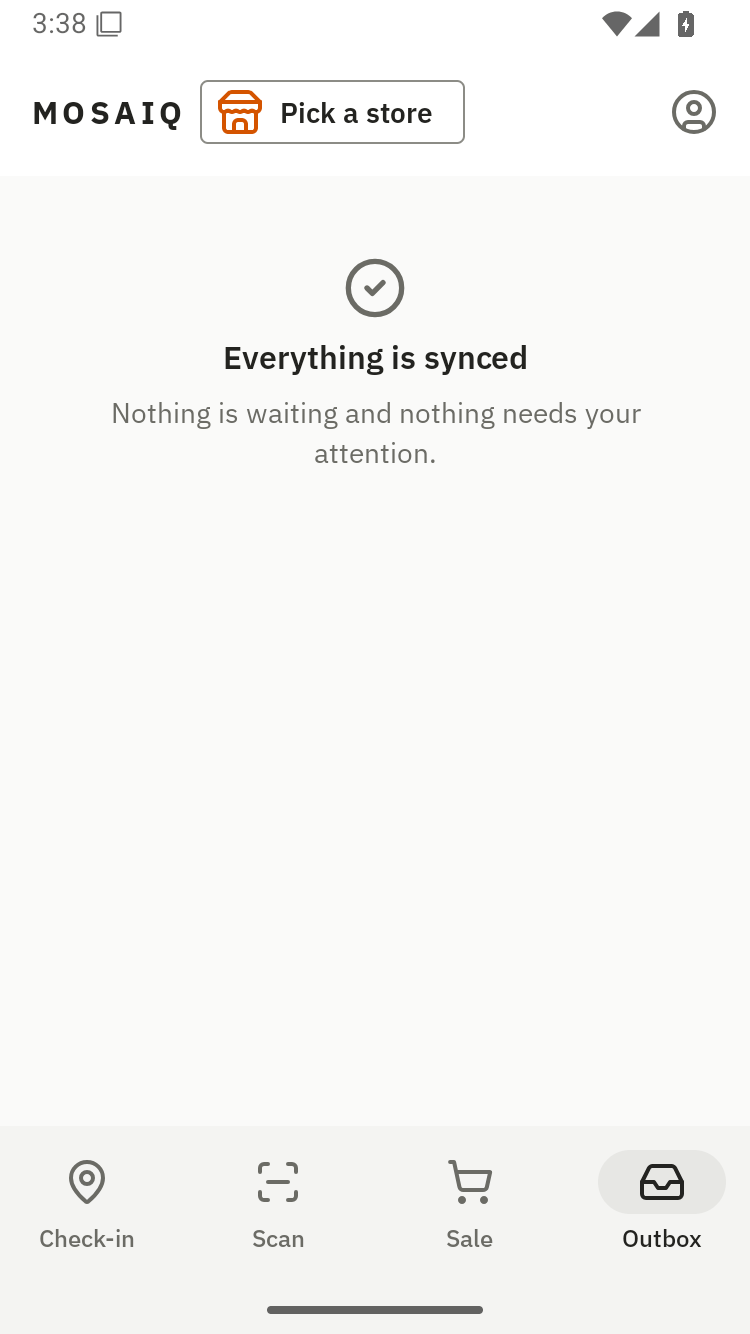 3:38
MOSAIQ
Pick a store
Everything is synced
Nothing is waiting and nothing needs your
attention.
Check-in
Scan
Sale
Outbox